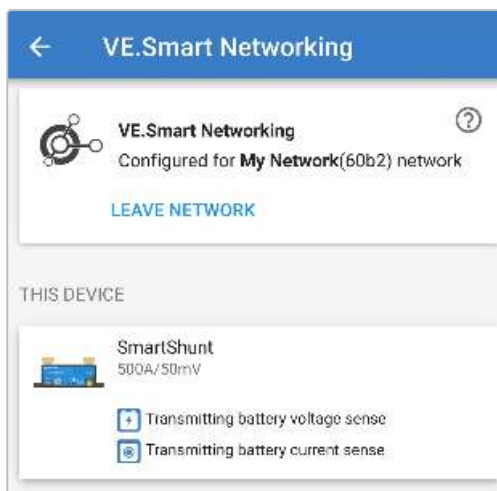 VE.Smart Networking
VE.Smart Networking
Configured for My Network(60b2) network
LEAVE NETWORK
THIS DEVICE
SmartShunt
500A/50mV
Transmitting battery voltage sense
Transmitting battery current sense